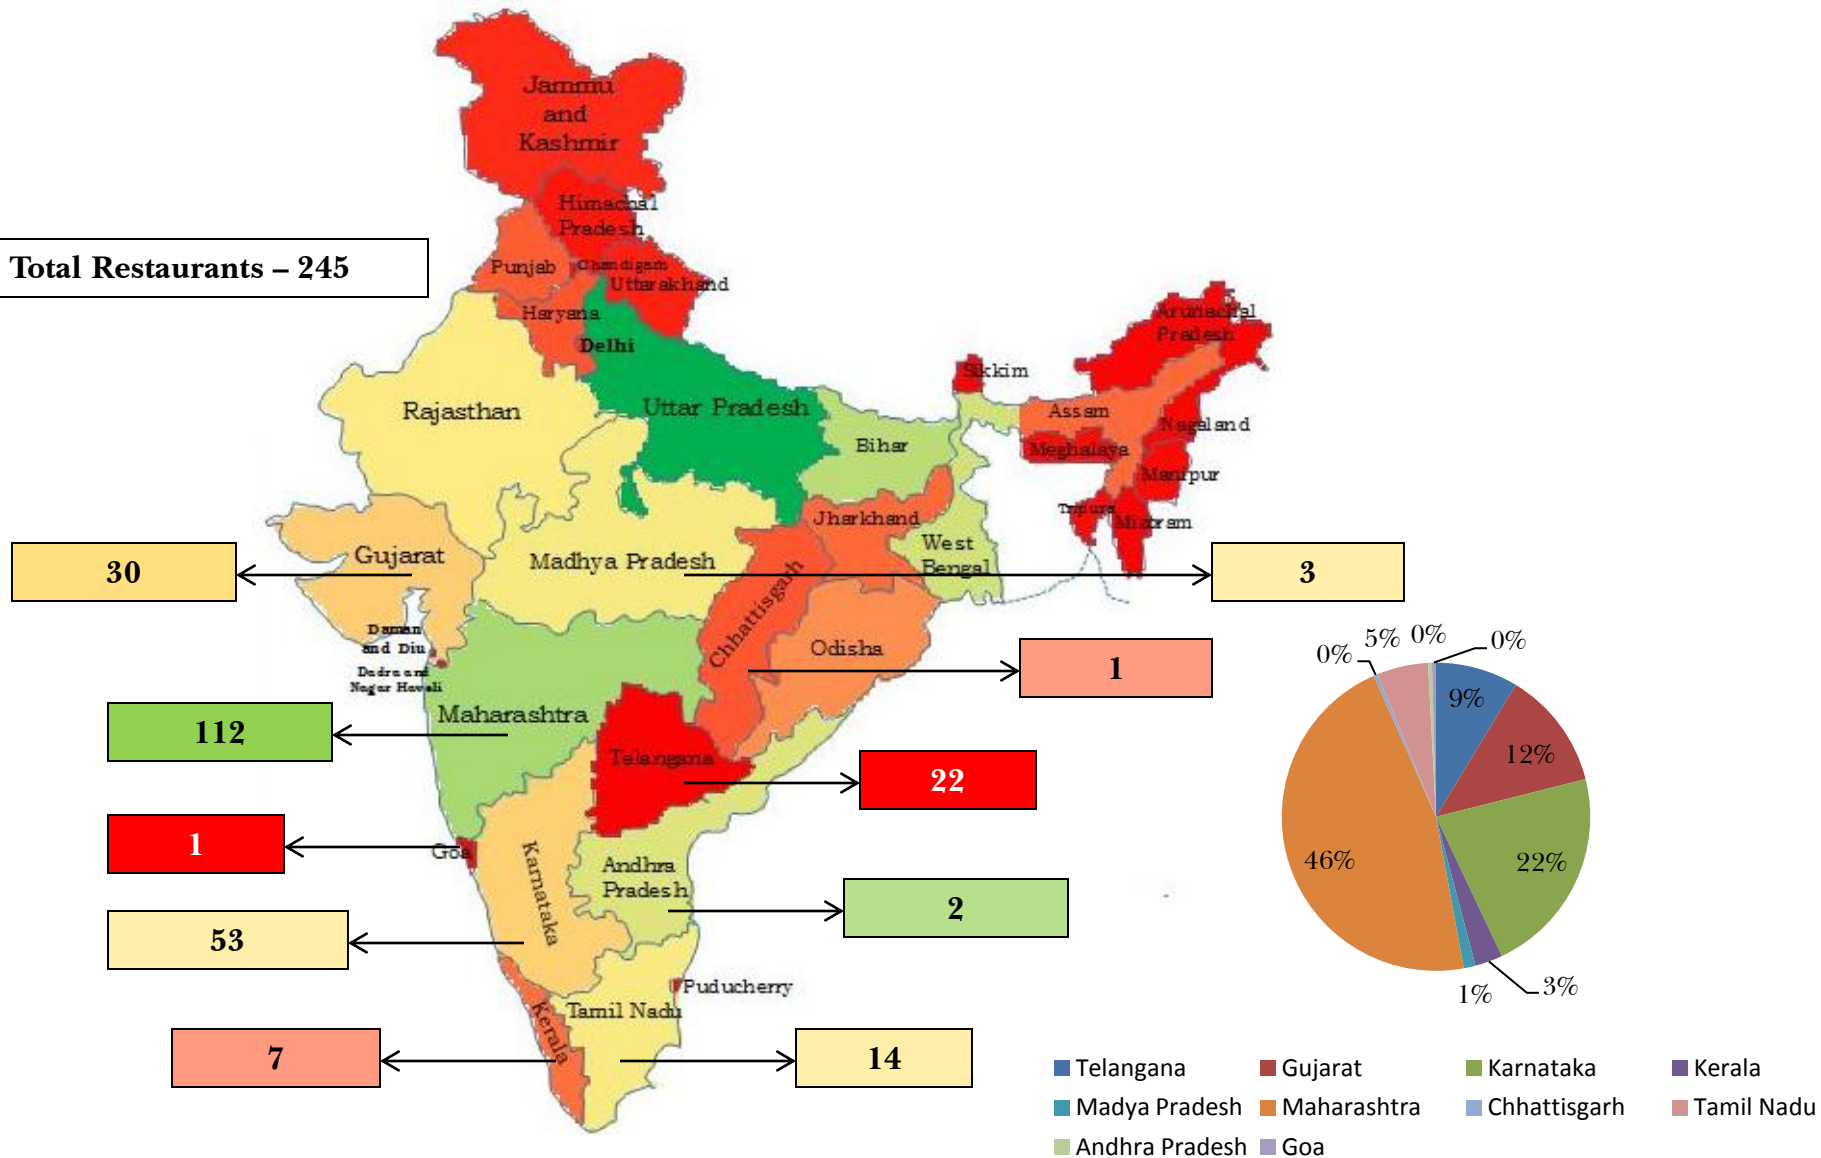 Jammu
and
Kashmir
Himachal
Pradesh
Total Restaurants – 245
Punjab
Chandigarh
Uttarakhand
Haryana
Delhi
Arunachal
Pradesh
Sikkim
Rajasthan
Uttar Pradesh
Assam
Nagaland
Bihar
Meghalaya
Manipur
Tripura
Mizoram
Jharkhand
West
Bengal
Gujarat
Madhya Pradesh
30
3
Chhattisgarh
Odisha
Daman
and Diu
Dadra and
Nagar Haveli
1
Maharashtra
112
Telangana
22
1
Goa
Karnataka
Andhra
Pradesh
2
53
Puducherry
Tamil Nadu
Kerala
7
14
0%
5%
0%
0%
9%
12%
46%
22%
1%
3%
Telangana
Gujarat
Karnataka
Kerala
Madya Pradesh
Maharashtra
Chhattisgarh
Tamil Nadu
Andhra Pradesh
Goa